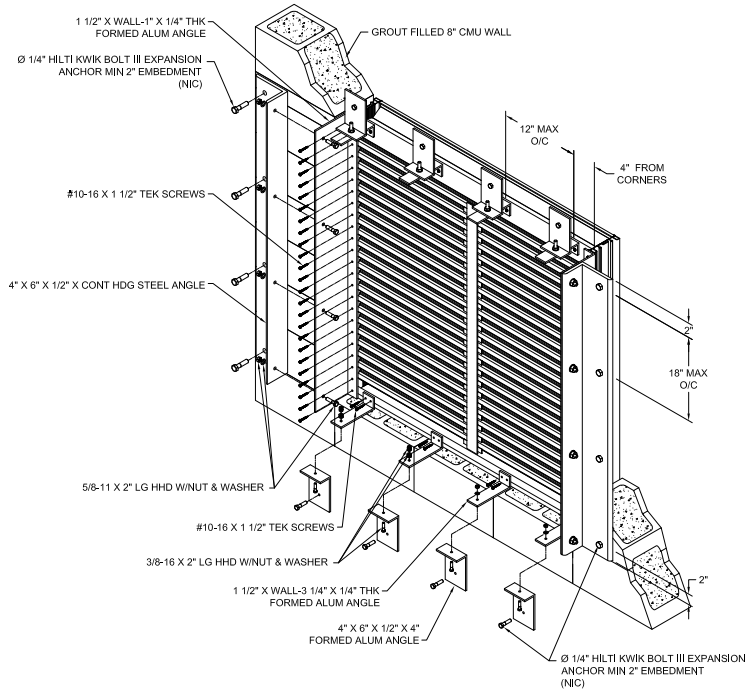 1 1/2" X WALL-1" X 1/4" THK
FORMED ALUM ANGLE
GROUT FILLED 8" CMU WALL
Ø 1/4" HILTI KWIK BOLT III EXPANSION
ANCHOR MIN 2" EMBEDMENT
(NIC)
12" MAX
O/C
4" FROM
CORNERS
#10-16 X 1 1/2" TEK SCREWS
4" X 6" X 1/2" X CONT HDG STEEL ANGLE
2"
18" MAX
O/C
5/8-11 X 2" LG HHD W/NUT & WASHER
#10-16 X 1 1/2" TEK SCREWS
3/8-16 X 2" LG HHD W/NUT & WASHER
1 1/2" X WALL-3 1/4" X 1/4" THK
FORMED ALUM ANGLE
2"
4" X 6" X 1/2" X 4"
FORMED ALUM ANGLE
Ø 1/4" HILTI KWIK BOLT III EXPANSION
ANCHOR MIN 2" EMBEDMENT
(NIC)